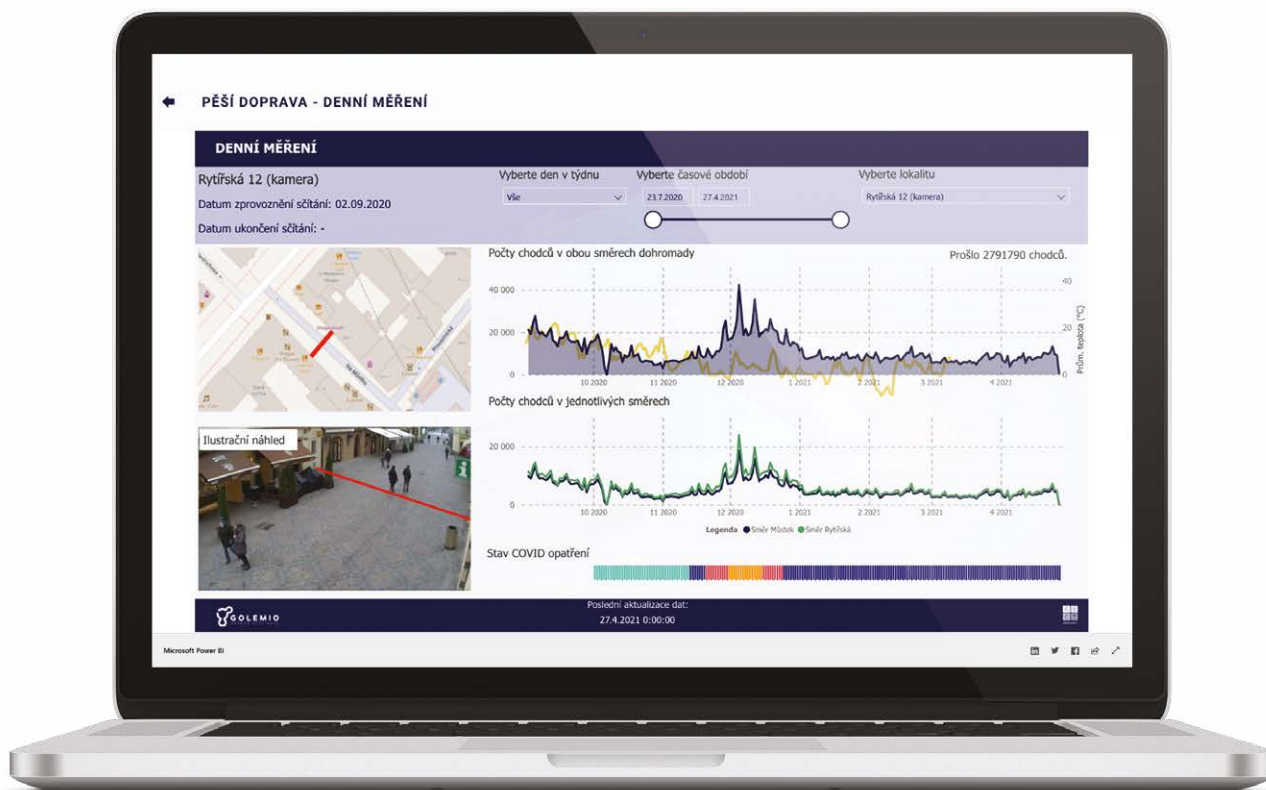 PĚŠÍ DOPRAVA - DENNÍ MĚŘENÍ
DENNÍ MĚŘENÍ
Rytířská 12 (kamera)
Datum zprovoznění sčítání: 02.09.2020
Datum ukončení sčítání: -
Vyberte den v týdnu
Vše
Vyberte časové období
23.7.2020 27.4.2021
Vyberte lokalitu
Rytířská 12 (kamera)
Na Můstku
Ilustrační náhled
Počty chodců v obou směrech dohromady
Prošlo 2791790 chodců.
40 000
20 000
0
40
20
0
Prům. teplota (°C)
10 2020 11 2020 12 2020 1 2021 2 2021 3 2021 4 2021
Počty chodců v jednotlivých směrech
20 000
0
10 2020 11 2020 12 2020 1 2021 2 2021 3 2021 4 2021
Legenda Směr Můstek Směr Rytířská
Stav COVID opatření
GOLEMIO
Poslední aktualizace dat:
27.4.2021 0:00:00
Microsoft Power BI